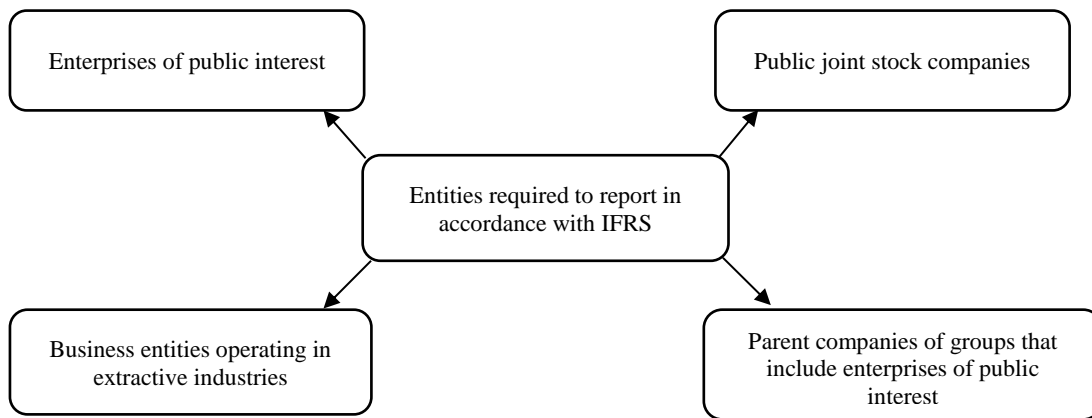 Enterprises of public interest
Public joint stock companies
Entities required to report in
accordance with IFRS
Business entities operating in
extractive industries
Parent companies of groups that
include enterprises of public
interest